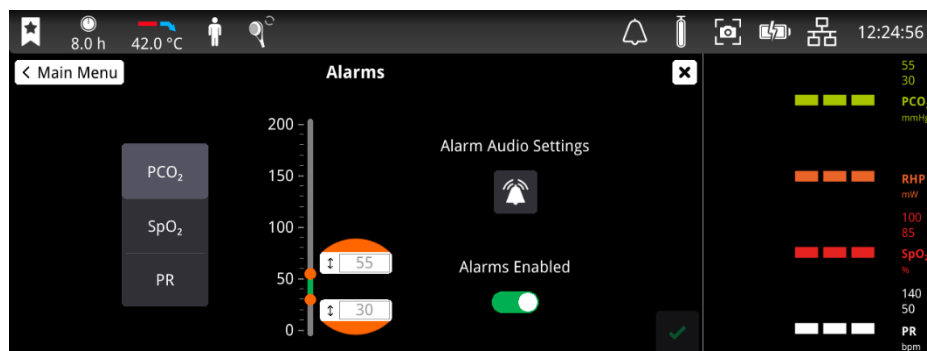 8.0 h
42.0 °C
12:24:56
< Main Menu
Alarms
PCO₂
SpO₂
PR
200
150
100
50
0
55
30
Alarm Audio Settings
Alarms Enabled
55
30
PCO₂
mmHg
RHP
mW
100
85
SpO₂
%
140
50
PR
bpm